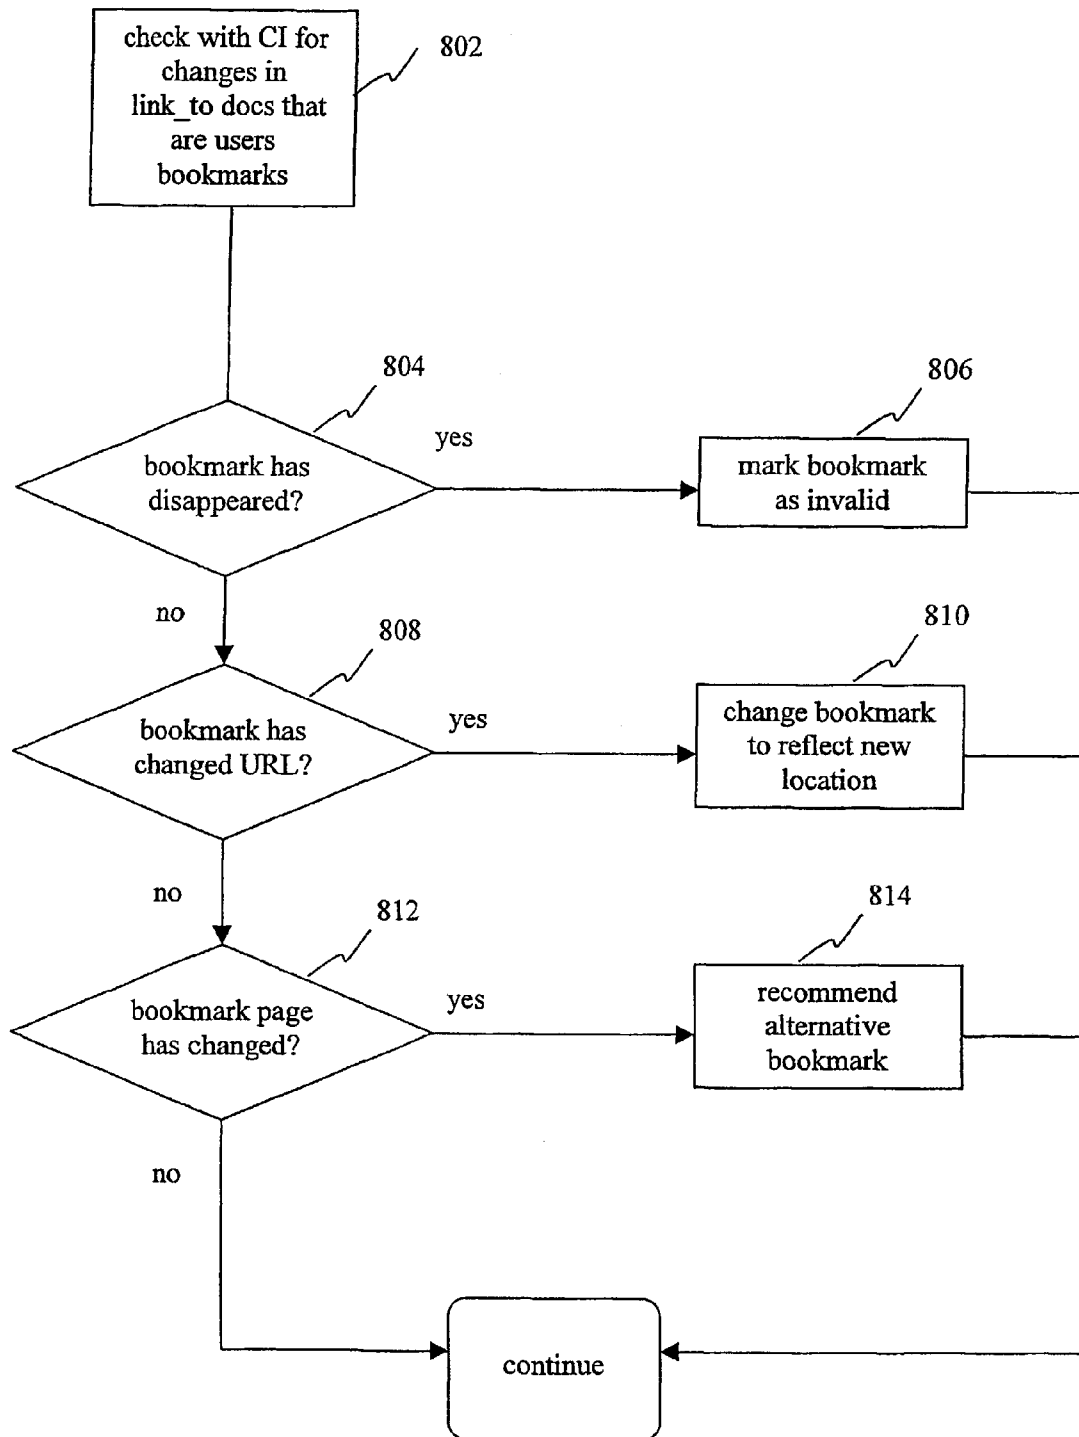 check with CI for
changes in
link_to docs that
are users
bookmarks
802
804
bookmark has
disappeared?
yes
806
mark bookmark
as invalid
no
808
bookmark has
changed URL?
yes
810
change bookmark
to reflect new
location
no
812
bookmark page
has changed?
yes
814
recommend
alternative
bookmark
no
continue